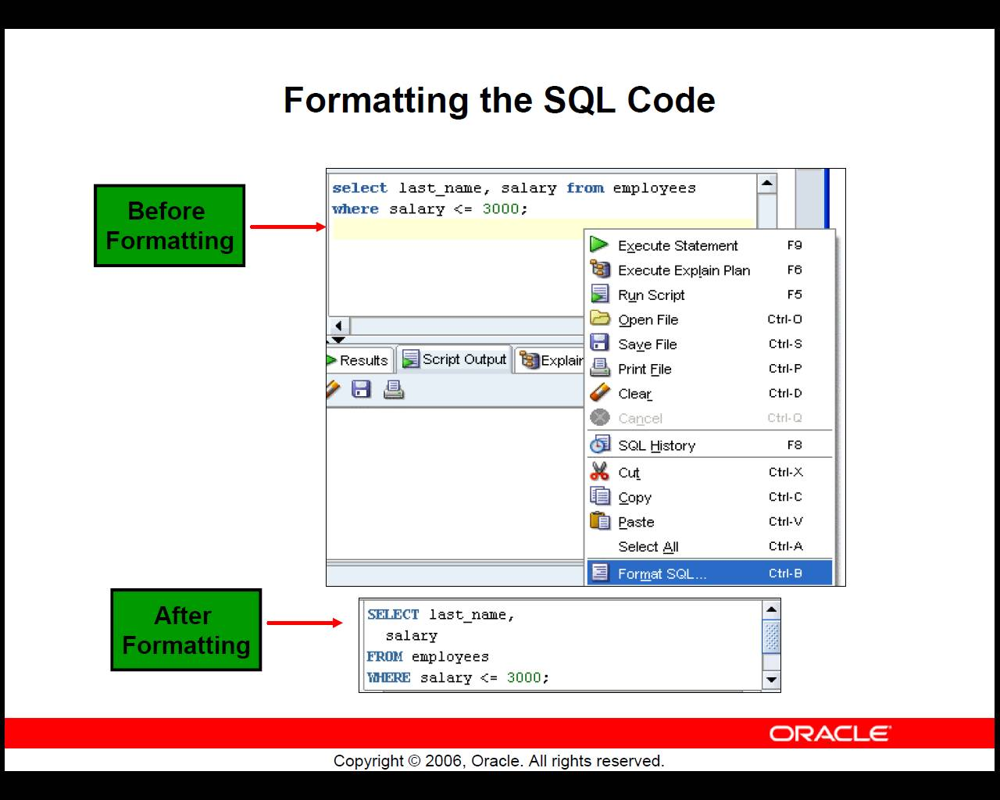 Formatting the SQL Code
Before
Formatting
select last_name, salary from employees
where salary <= 3000;
Execute Statement F9
Execute Explain Plan F6
Run Script F5
Open File Ctrl-O
Save File Ctrl-S
Print File Ctrl-P
Clear Ctrl-D
Cancel Ctrl-Q
SQL History F8
Cut Ctrl-X
Copy Ctrl-C
Paste Ctrl-V
Select All Ctrl-A
Format SQL... Ctrl-B
Results Script Output Explain
After
Formatting
SELECT last_name,
salary
FROM employees
WHERE salary <= 3000;
ORACLE
Copyright © 2006, Oracle. All rights reserved.